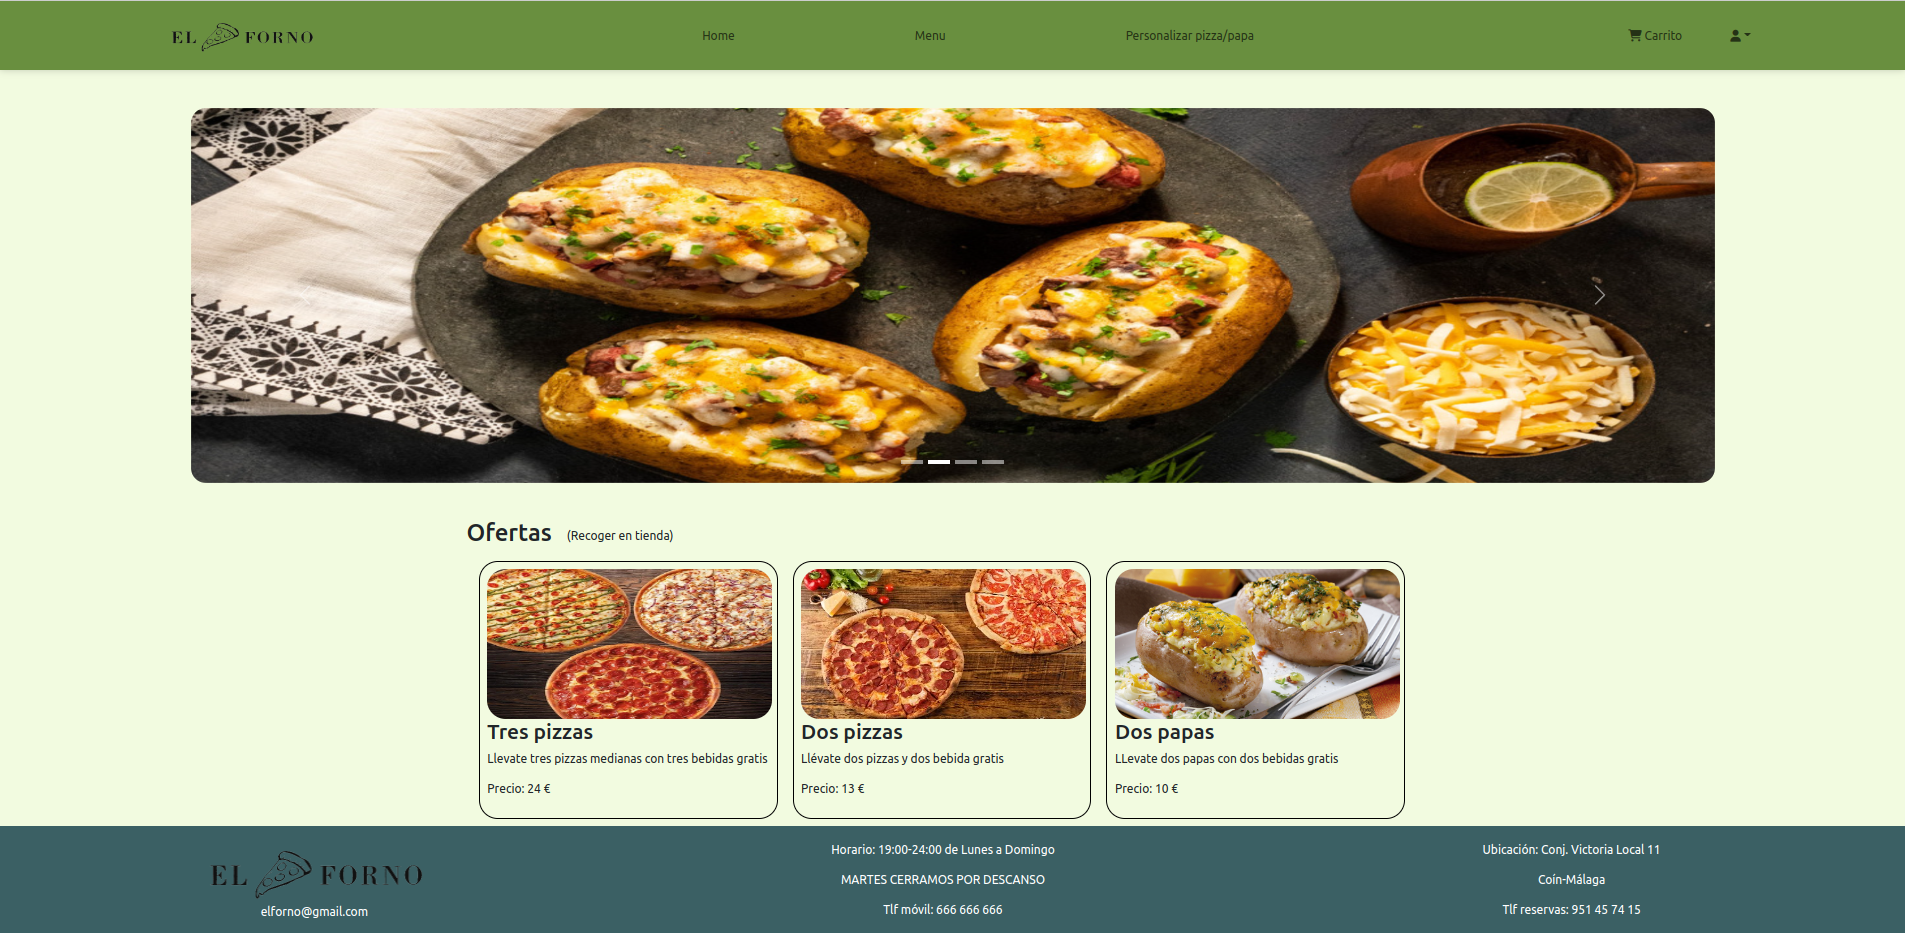 EL FORNO
Home
Menu
Personalizar pizza/papa
Carrito
Ofertas (Recoger en tienda)
Tres pizzas
Llevate tres pizzas medianas con tres bebidas gratis
Precio: 24 €
Dos pizzas
Llévate dos pizzas y dos bebida gratis
Precio: 13 €
Dos papas
LLevate dos papas con dos bebidas gratis
Precio: 10 €
EL FORNO
elforno@gmail.com
Horario: 19:00-24:00 de Lunes a Domingo
MARTES CERRAMOS POR DESCANSO
Tlf móvil: 666 666 666
Ubicación: Conj. Victoria Local 11
Coín-Málaga
Tlf reservas: 951 45 74 15